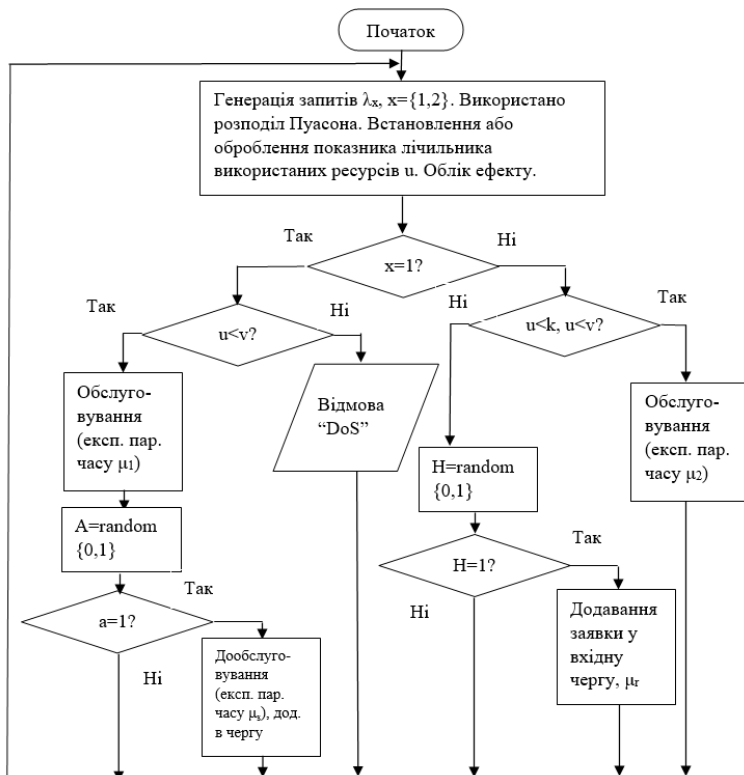 Початок
Генерація запитів λx, x={1,2}. Використано
розподіл Пуасона. Встановлення або
оброблення показника лічильника
використаних ресурсів u. Облік ефекту.
Так
Ні
x=1?
Так
Ні
u<v?
Ні
Так
u<k, u<v?
Обслуго-
вування
(експ. пар.
часу μ1)
Відмова
“DoS”
Обслуго-
вування
(експ. пар.
часу μ2)
H=random
{0,1}
A=random
{0,1}
Так
H=1?
Ні
Так
a=1?
Ні
Додавання
заявки у
вхідну
чергу, μr
Дообслуго-
вування
(експ. пар.
часу μs), дод.
в чергу